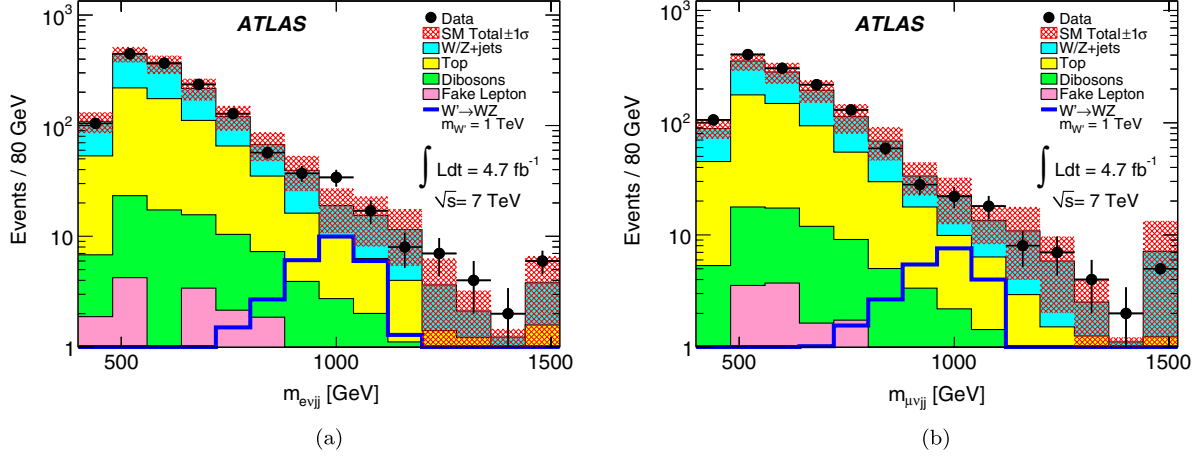 ATLAS
Data
SM Total±1σ
W/Z+jets
Top
Dibosons
Fake Lepton
W'→WZ
m_W' = 1 TeV
∫ Ldt = 4.7 fb⁻¹
√s= 7 TeV
Events / 80 GeV
10³
10²
10
1
500
1000
1500
m_eνjj [GeV]
(a)
ATLAS
Data
SM Total±1σ
W/Z+jets
Top
Dibosons
Fake Lepton
W'→WZ
m_W' = 1 TeV
∫ Ldt = 4.7 fb⁻¹
√s= 7 TeV
Events / 80 GeV
10³
10²
10
1
500
1000
1500
m_μνjj [GeV]
(b)